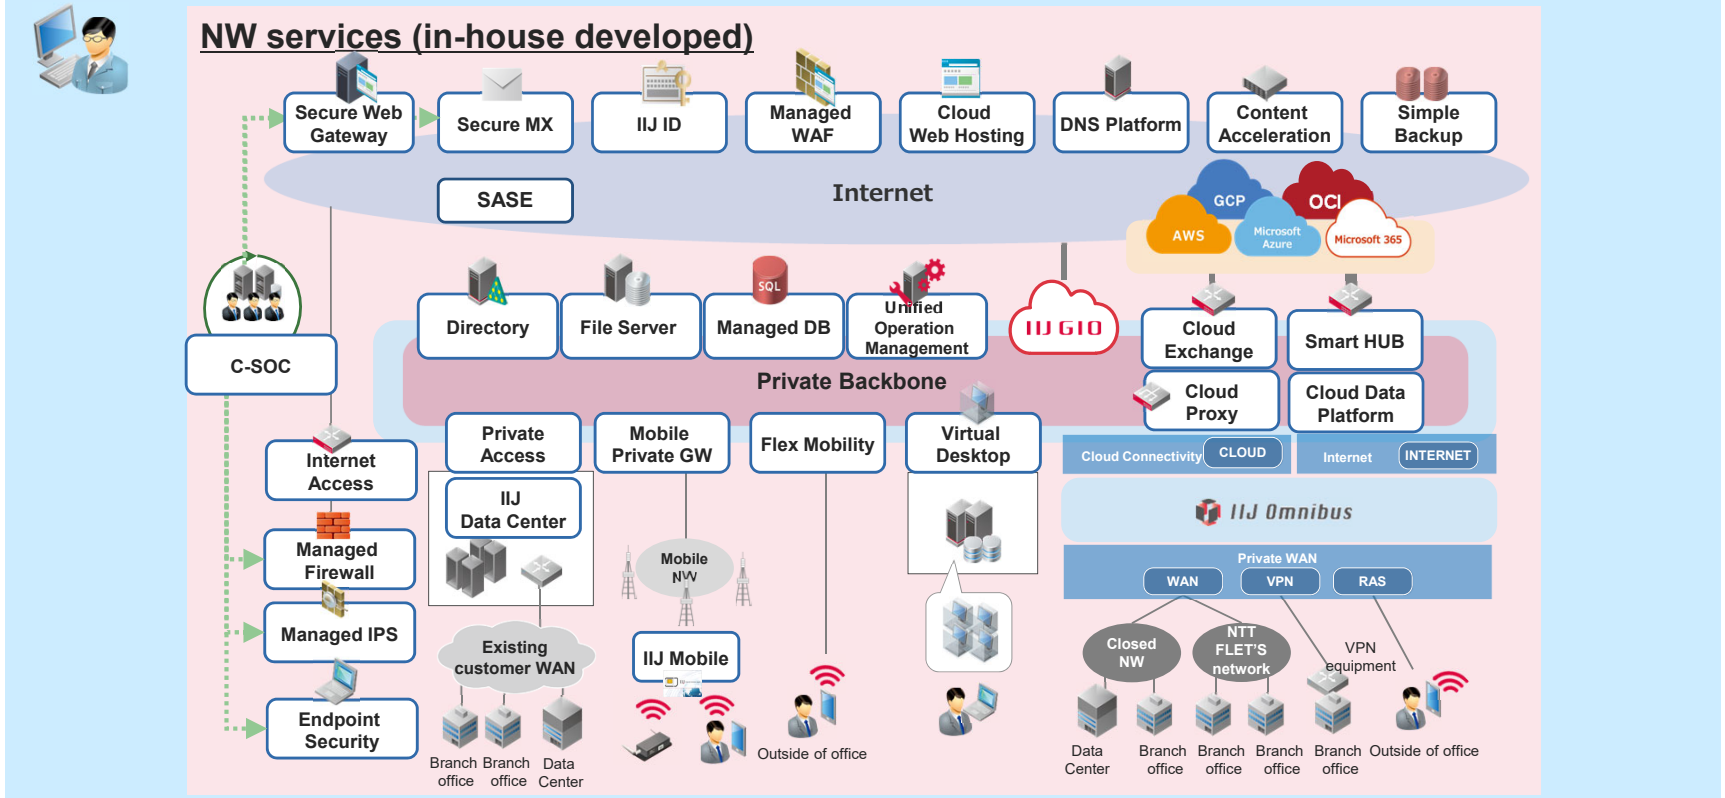 NW services (in-house developed)
Secure Web
Gateway
Secure MX
IIJ ID
Managed
WAF
Cloud
Web Hosting
DNS Platform
Content
Acceleration
Simple
Backup
Internet
SASE
GCP
OCI
AWS
Microsoft
Azure
Microsoft 365
C-SOC
Directory
File Server
SQL
Managed DB
Unified
Operation
Management
IIJ GIO
Cloud
Exchange
Smart HUB
Private Backbone
Cloud
Proxy
Cloud Data
Platform
Internet
Access
Private
Access
Mobile
Private GW
Flex Mobility
Virtual
Desktop
Cloud Connectivity
CLOUD
Internet
INTERNET
IIJ
Data Center
IIJ Omnibus
Managed
Firewall
Mobile
NW
Private WAN
WAN
VPN
RAS
Managed IPS
Existing
customer WAN
IIJ Mobile
Closed
NW
NTT
FLET'S
network
VPN
equipment
Endpoint
Security
Branch
office
Branch
office
Data
Center
Outside of office
Data
Center
Branch
office
Branch
office
Branch
office
Branch
office
Outside of office